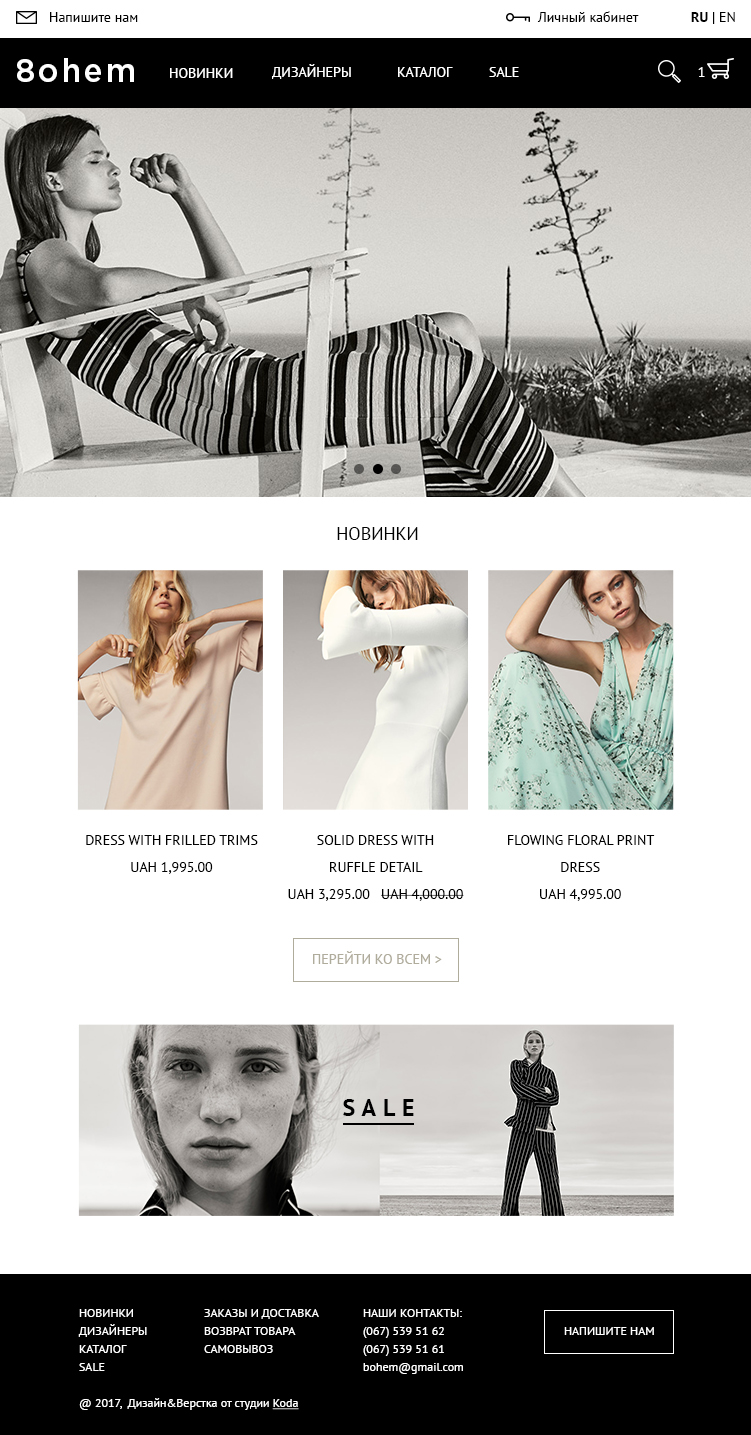 Напишите нам
Личный кабинет
RU | EN
8ohem
НОВИНКИ
ДИЗАЙНЕРЫ
КАТАЛОГ
SALE
1
НОВИНКИ
DRESS WITH FRILLED TRIMS
UAH 1,995.00
SOLID DRESS WITH
RUFFLE DETAIL
UAH 3,295.00 UAH 4,000.00
FLOWING FLORAL PRINT
DRESS
UAH 4,995.00
ПЕРЕЙТИ КО ВСЕМ >
SALE
НОВИНКИ
ДИЗАЙНЕРЫ
КАТАЛОГ
SALE
ЗАКАЗЫ И ДОСТАВКА
ВОЗВРАТ ТОВАРА
САМОВЫВОЗ
НАШИ КОНТАКТЫ:
(067) 539 51 62
(067) 539 51 61
bohem@gmail.com
НАПИШИТЕ НАМ
@ 2017, Дизайн&Верстка от студии Koda